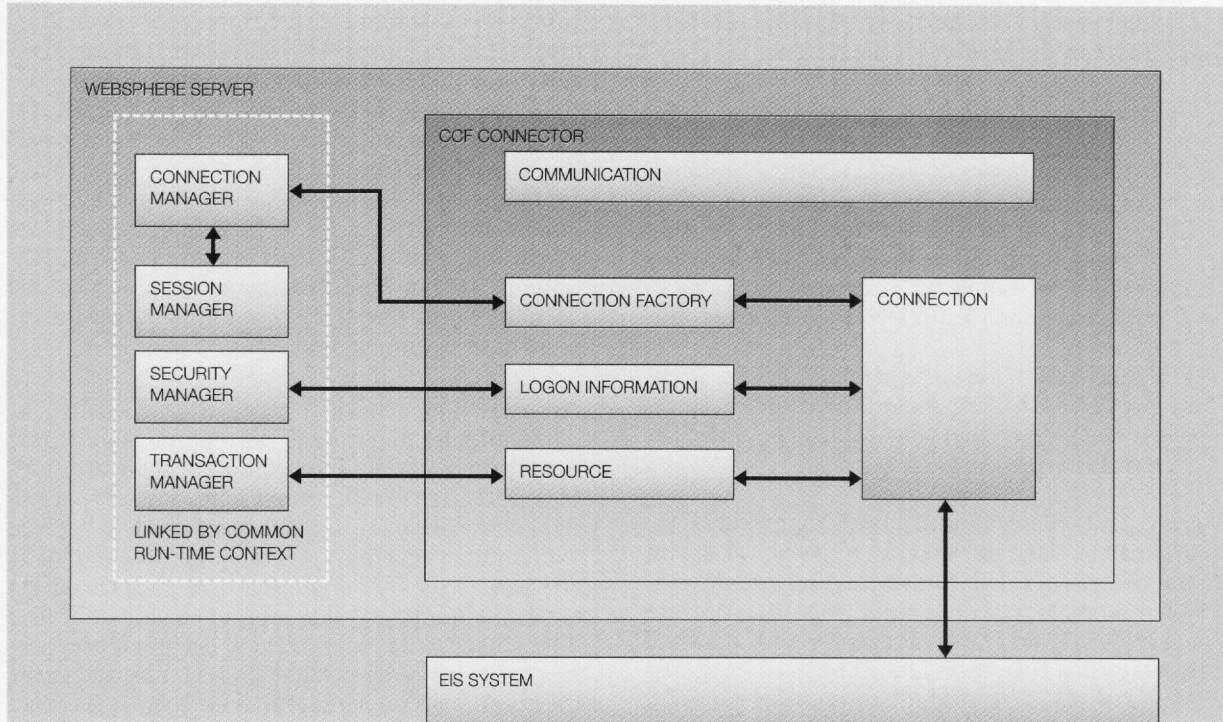 WEBSPHERE SERVER
CONNECTION
MANAGER
SESSION
MANAGER
SECURITY
MANAGER
TRANSACTION
MANAGER
LINKED BY COMMON
RUN-TIME CONTEXT
CCF CONNECTOR
COMMUNICATION
CONNECTION FACTORY
LOGON INFORMATION
RESOURCE
CONNECTION
EIS SYSTEM